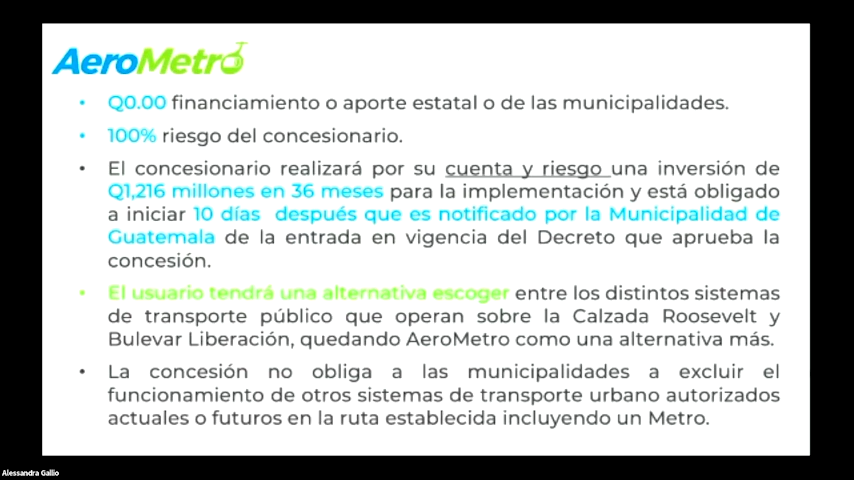 AeroMetro
• Q0.00 financiamiento o aporte estatal o de las municipalidades.
• 100% riesgo del concesionario.
• El concesionario realizará por su cuenta y riesgo una inversión de
Q1,216 millones en 36 meses para la implementación y está obligado
a iniciar 10 días después que es notificado por la Municipalidad de
Guatemala de la entrada en vigencia del Decreto que aprueba la
concesión.
• El usuario tendrá una alternativa escoger entre los distintos sistemas
de transporte público que operan sobre la Calzada Roosevelt y
Bulevar Liberación, quedando AeroMetro como una alternativa más.
• La concesión no obliga a las municipalidades a excluir el
funcionamiento de otros sistemas de transporte urbano autorizados
actuales o futuros en la ruta establecida incluyendo un Metro.
Alessandra Gallio